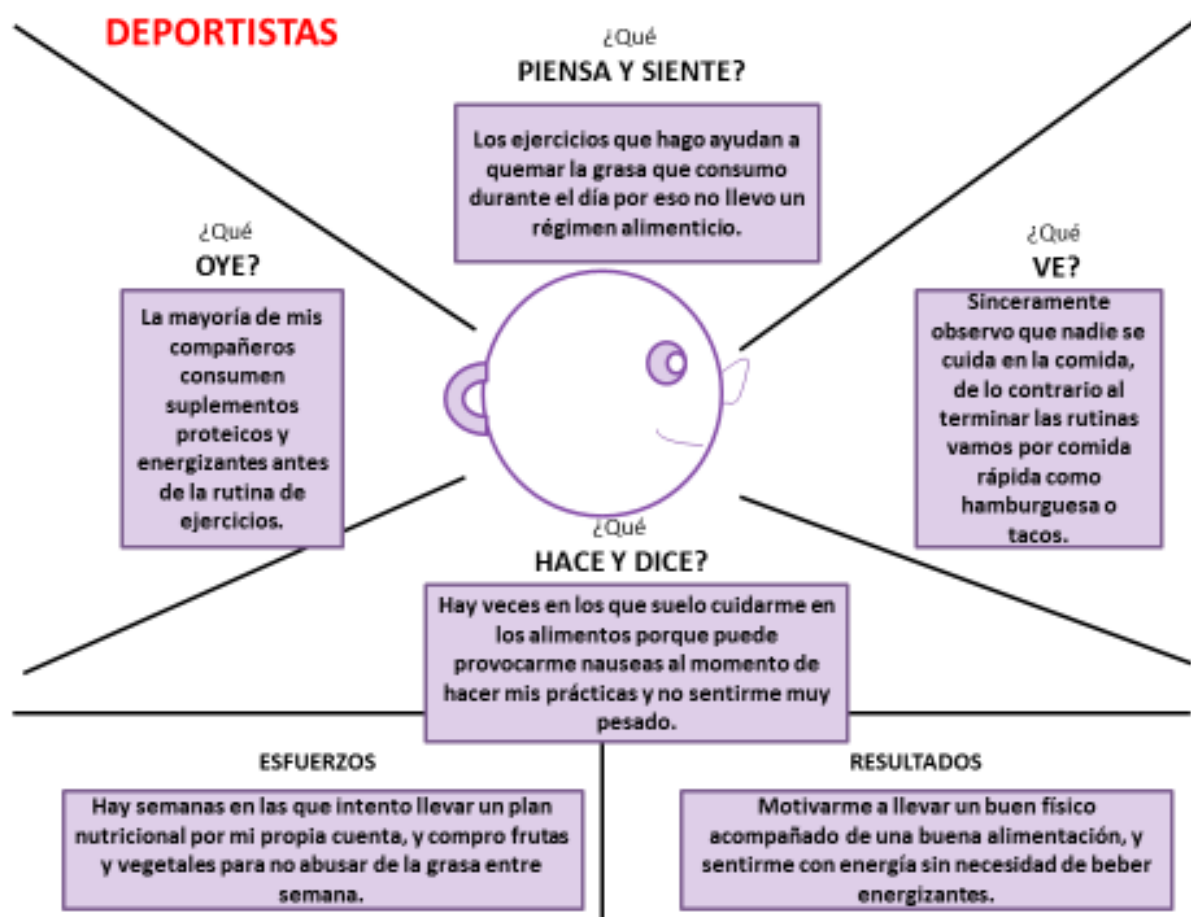 DEPORTISTAS
¿Qué
PIENSA Y SIENTE?
Los ejercicios que hago ayudan a
quemar la grasa que consumo
durante el día por eso no llevo un
régimen alimenticio.
¿Qué
OYE?
La mayoría de mis
compañeros
consumen
suplementos
proteicos y
energizantes antes
de la rutina de
ejercicios.
¿Qué
VE?
Sinceramente
observo que nadie se
cuida en la comida,
de lo contrario al
terminar las rutinas
vamos por comida
rápida como
hamburguesa o
tacos.
¿Qué
HACE Y DICE?
Hay veces en los que suelo cuidarme en
los alimentos porque puede
provocarme nauseas al momento de
hacer mis prácticas y no sentirme muy
pesado.
ESFUERZOS
Hay semanas en las que intento llevar un plan
nutricional por mi propia cuenta, y compro frutas
y vegetales para no abusar de la grasa entre
semana.
RESULTADOS
Motivarme a llevar un buen físico
acompañado de una buena alimentación, y
sentirme con energía sin necesidad de beber
energizantes.